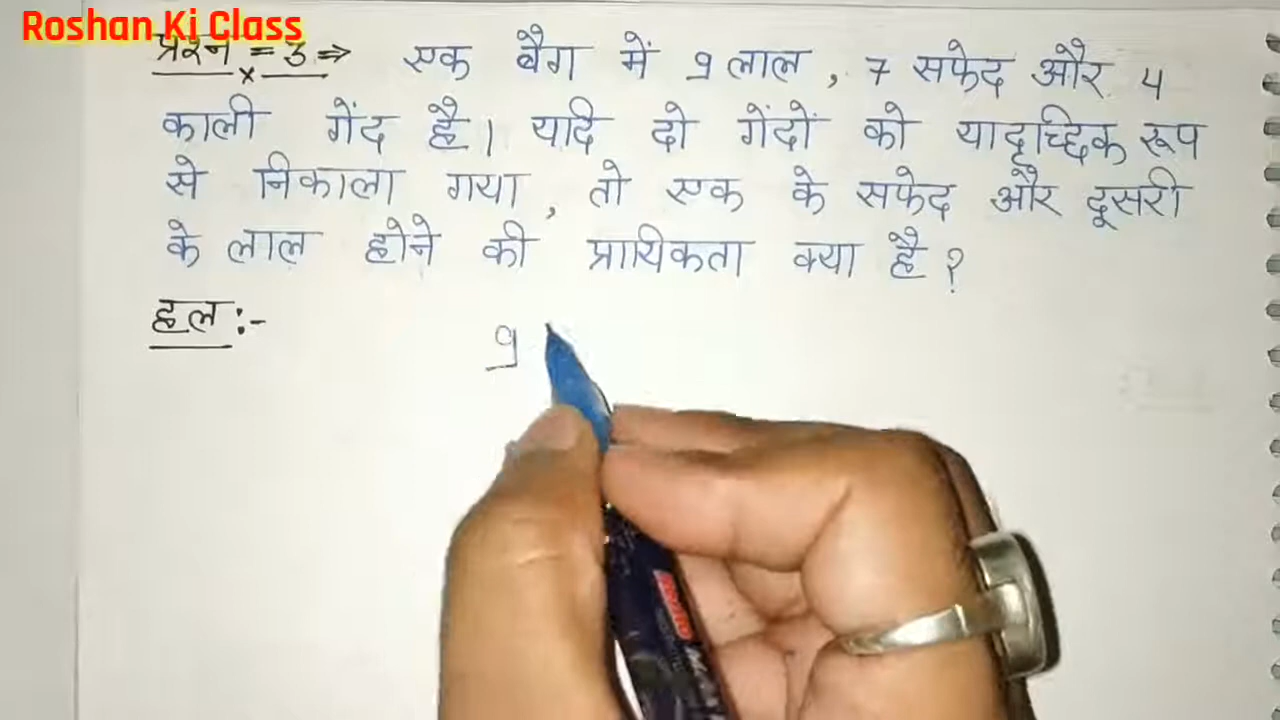 Roshan Ki Class
प्रश्न = 3 ⇒ एक बैग में 9 लाल, 7 सफेद और 4
काली गेंद है। यदि दो गेंदों को यादृच्छिक रूप
से निकाला गया, तो एक के सफेद और दूसरी
के लाल होने की प्रायिकता क्या है?
हल :-
9